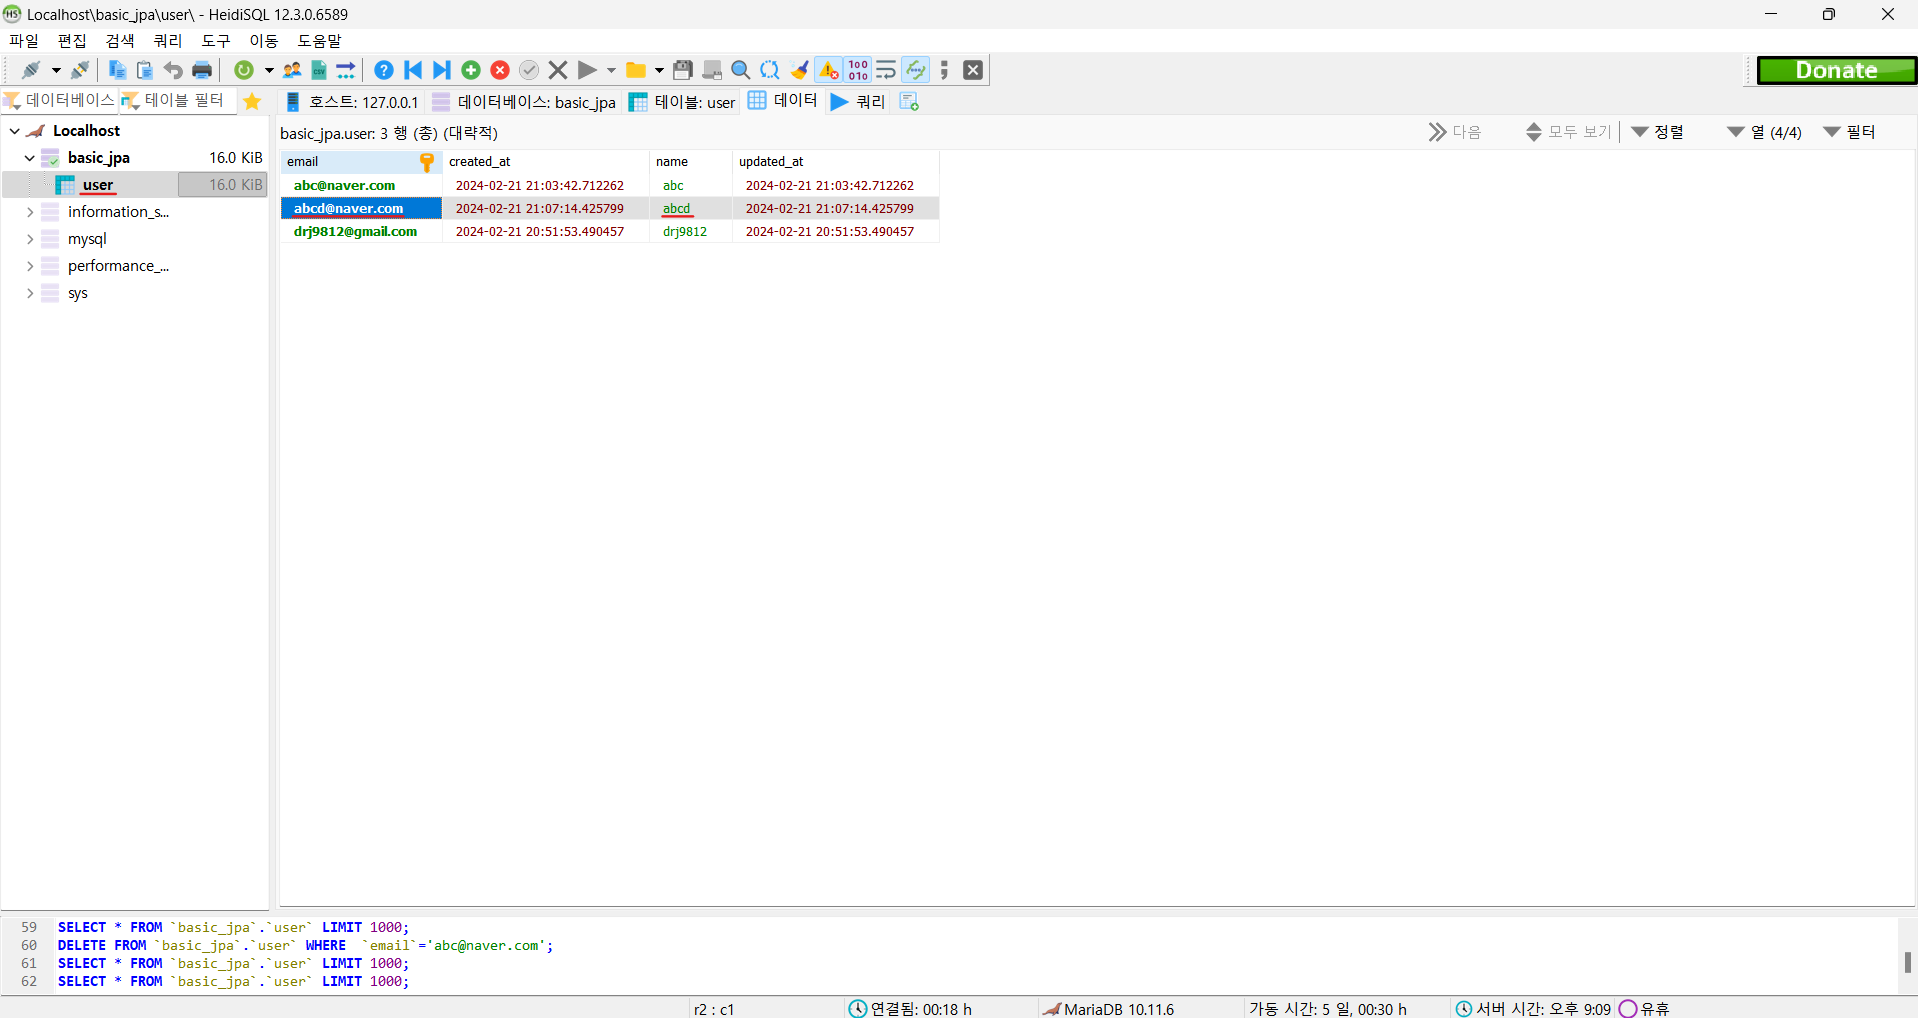 Localhost\basic_jpa\user\ - HeidiSQL 12.3.0.6589
파일 편집 검색 쿼리 도구 이동 도움말
Donate
데이터베이스 테이블 필터 호스트: 127.0.0.1 데이터베이스: basic_jpa 테이블: user 데이터 쿼리
Localhost
basic_jpa 16.0 KiB
user 16.0 KiB
information_s...
mysql
performance_...
sys
basic_jpa.user: 3 행 (총) (대략적) 다음 모두 보기 정렬 열 (4/4) 필터
email created_at name updated_at
abc@naver.com 2024-02-21 21:03:42.712262 abc 2024-02-21 21:03:42.712262
abcd@naver.com 2024-02-21 21:07:14.425799 abcd 2024-02-21 21:07:14.425799
drj9812@gmail.com 2024-02-21 20:51:53.490457 drj9812 2024-02-21 20:51:53.490457
59 SELECT * FROM `basic_jpa`.`user` LIMIT 1000;
60 DELETE FROM `basic_jpa`.`user` WHERE  `email`='abc@naver.com';
61 SELECT * FROM `basic_jpa`.`user` LIMIT 1000;
62 SELECT * FROM `basic_jpa`.`user` LIMIT 1000;
r2 : c1 연결됨: 00:18 h MariaDB 10.11.6 가동 시간: 5 일, 00:30 h 서버 시간: 오후 9:09 유휴